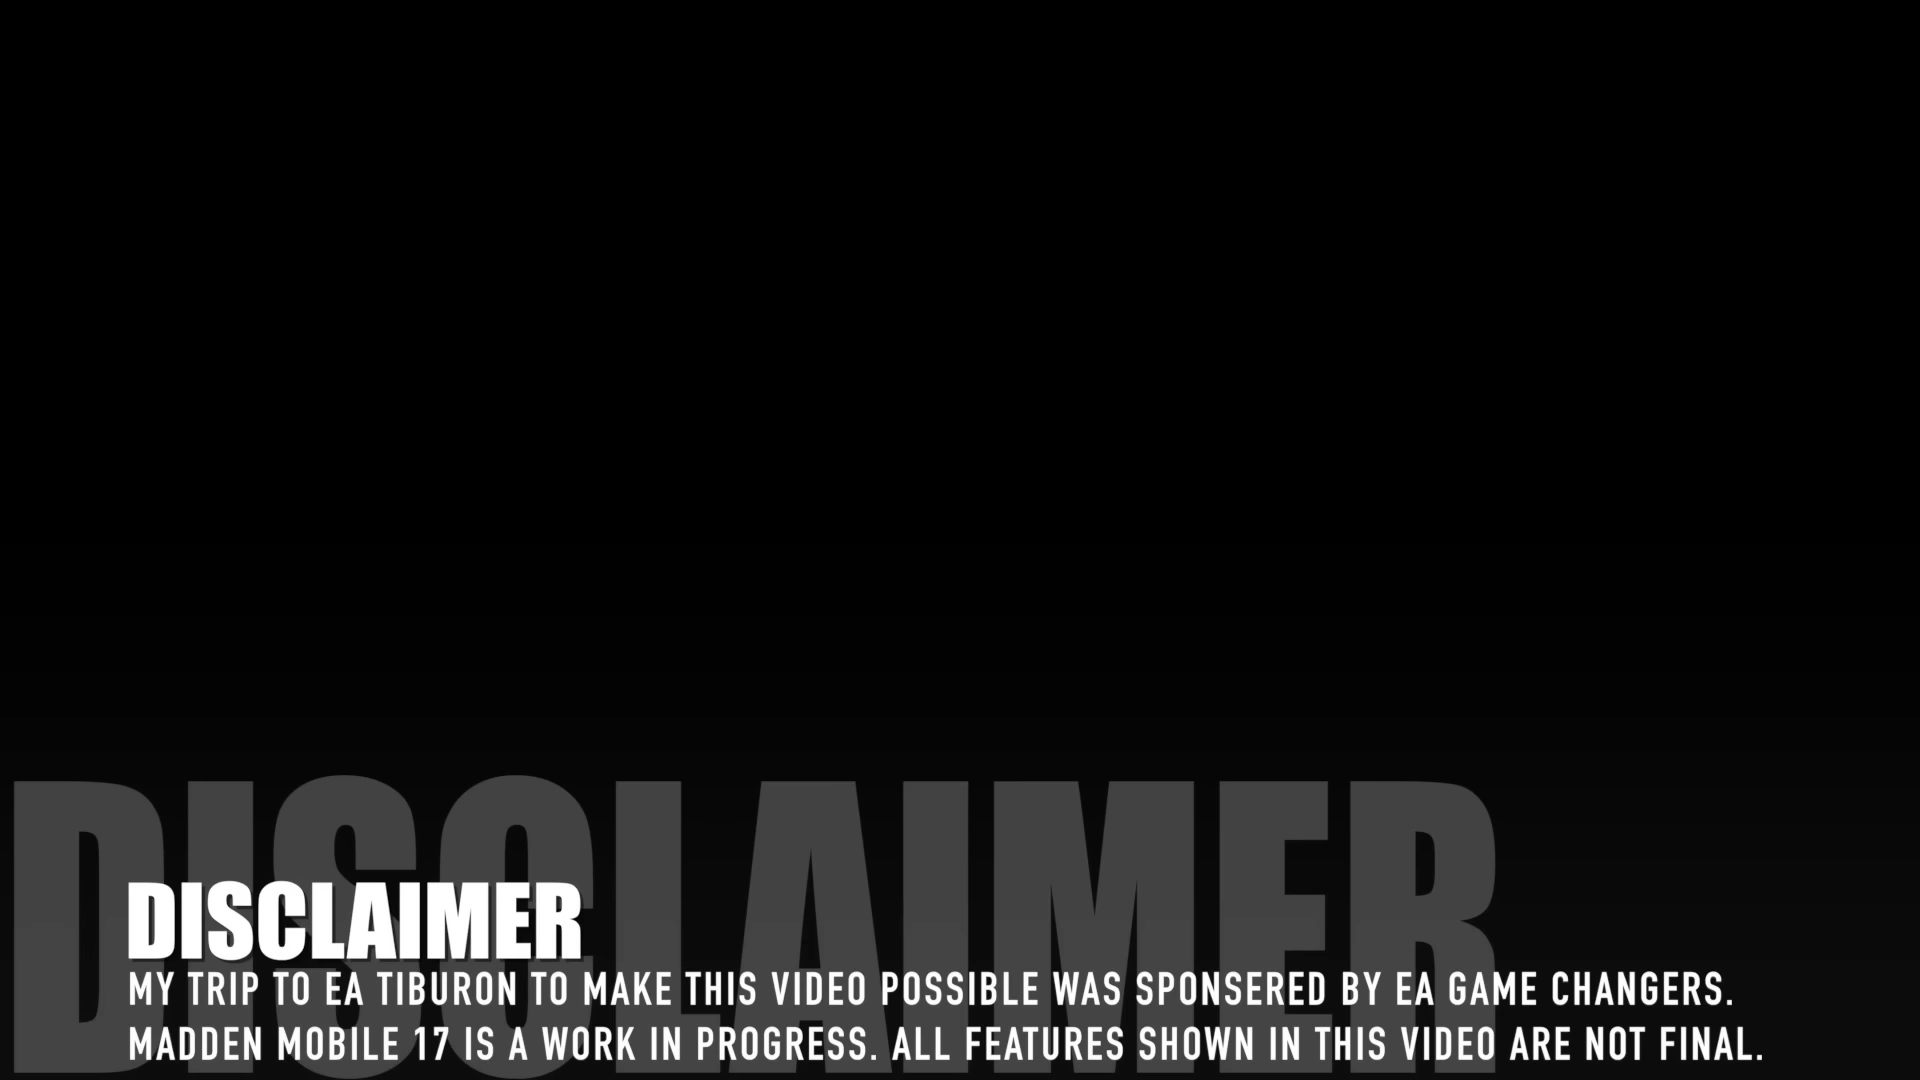 DISCLAIMER
DISCLAIMER
MY TRIP TO EA TIBURON TO MAKE THIS VIDEO POSSIBLE WAS SPONSERED BY EA GAME CHANGERS.
MADDEN MOBILE 17 IS A WORK IN PROGRESS. ALL FEATURES SHOWN IN THIS VIDEO ARE NOT FINAL.